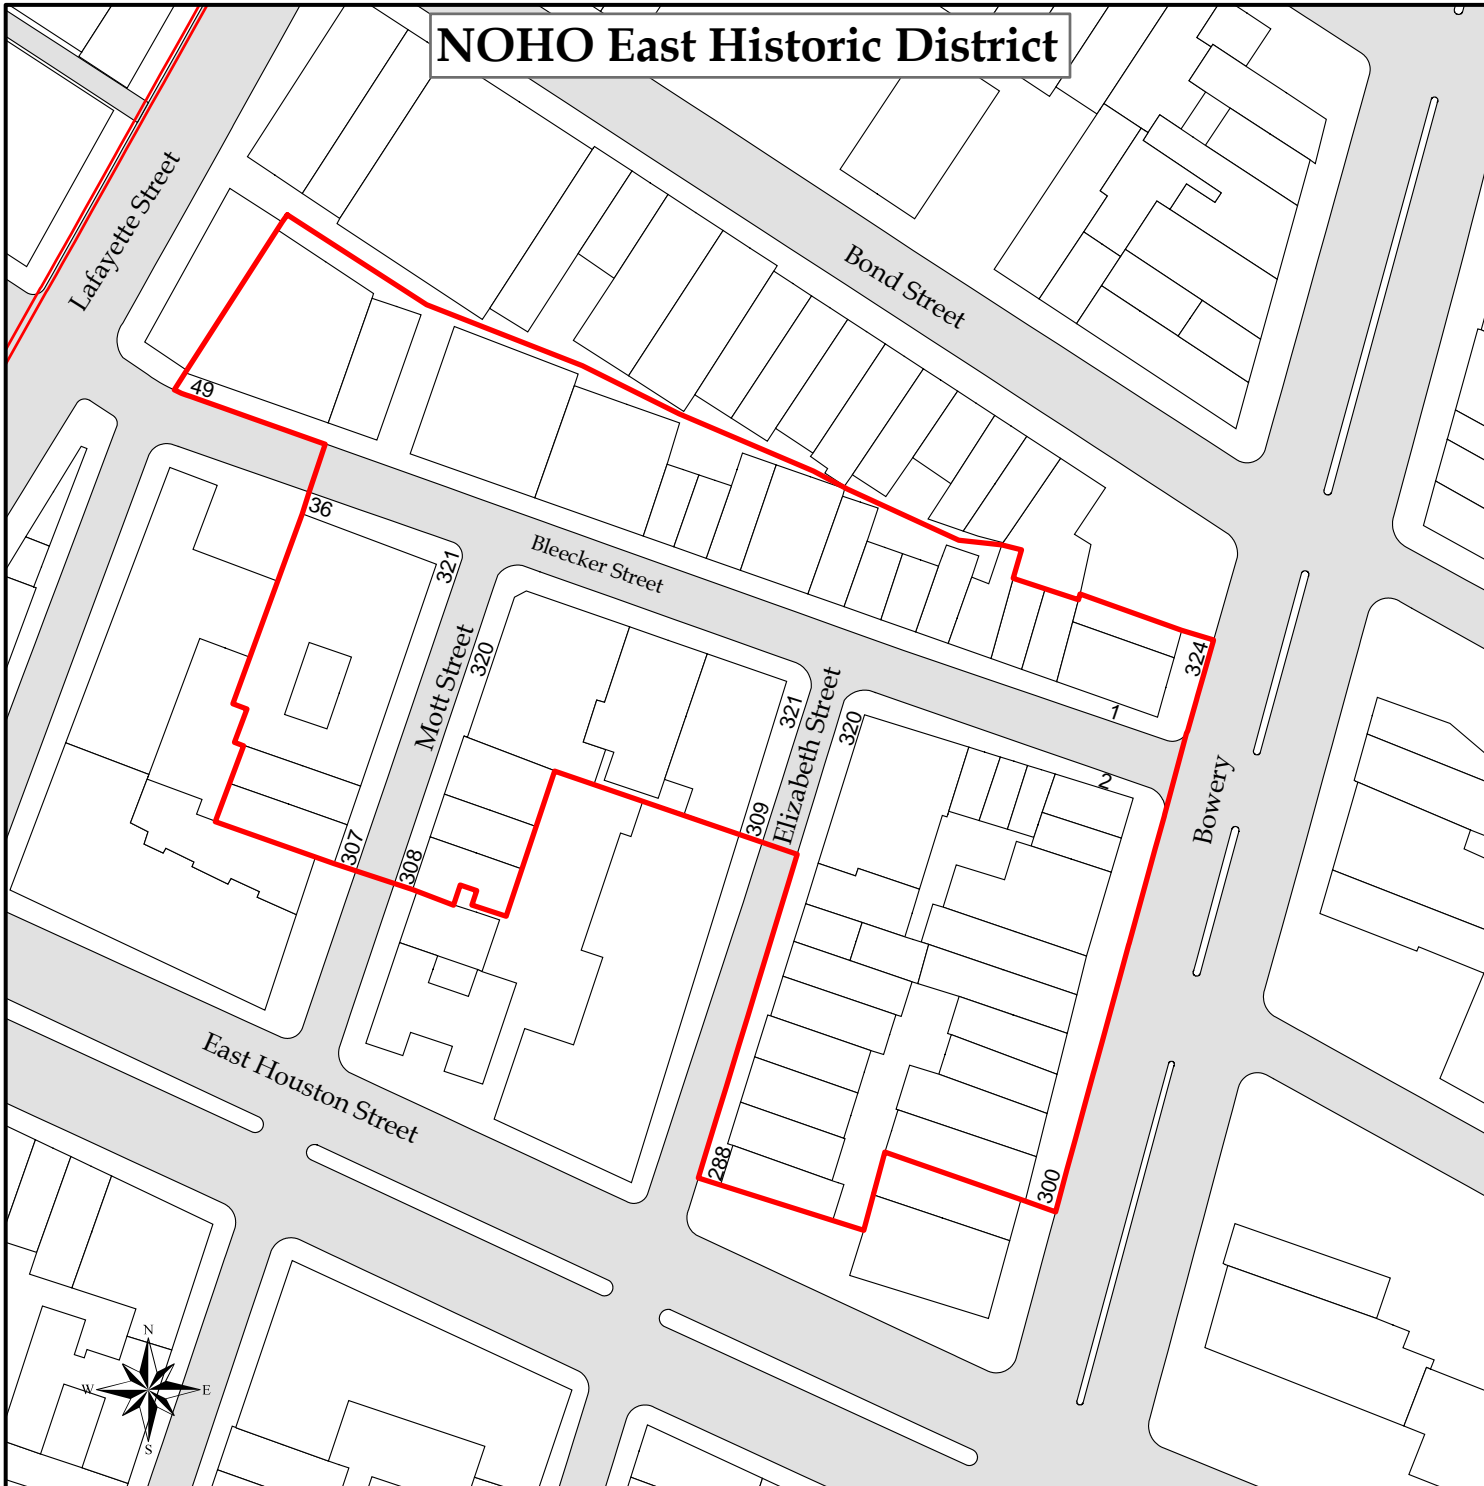 NOHO East Historic District
Lafayette Street
Bond Street
49
36
321
Bleecker Street
Mott Street
320
321
Elizabeth Street
320
324
1
2
Bowery
309
307
308
East Houston Street
288
300
N
W
E
S